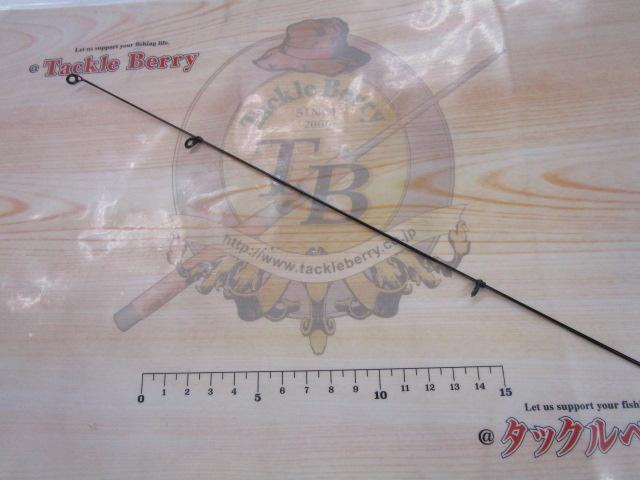 Let us support your fishing life.
@ Tackle Berry
Tackle Berry
SINCE
2000
TB
http://www.tackleberry.co.jp
0 1 2 3 4 5 6 7 8 9 10 11 12 13 14 15
Let us support your fishi
@ タックルベ